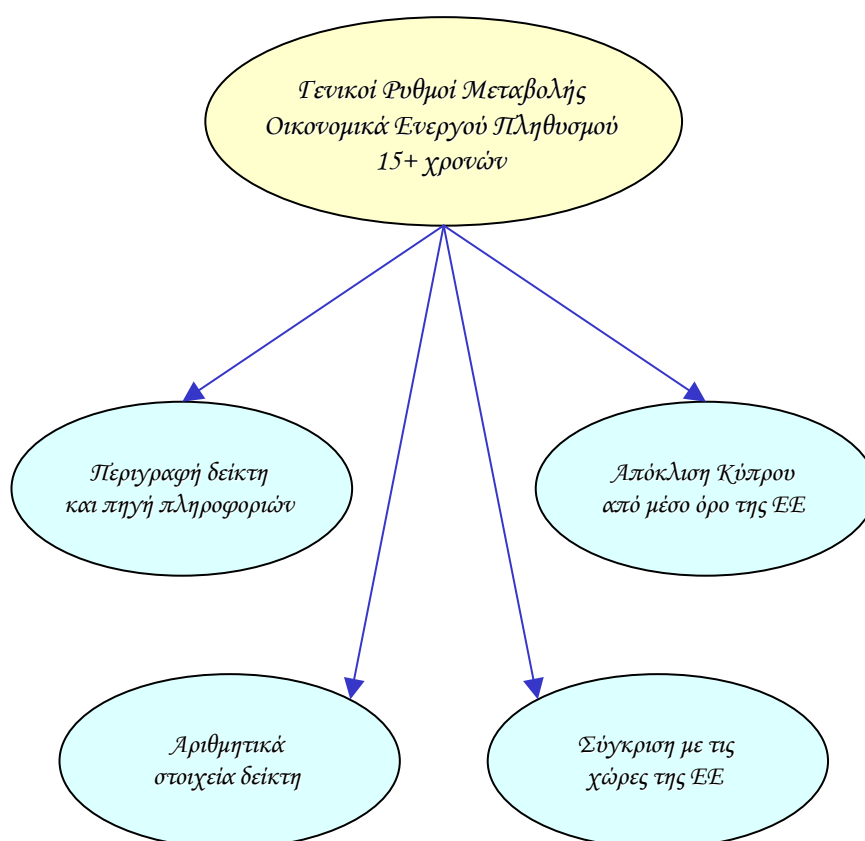 Γενικοί Ρυθμοί Μεταβολής
Οικονομικά Ενεργού Πληθυσμού
15+ χρονών
Περιγραφή δείκτη
και πηγή πληροφοριών
Απόκλιση Κύπρου
από μέσο όρο της ΕΕ
Αριθμητικά
στοιχεία δείκτη
Σύγκριση με τις
χώρες της ΕΕ